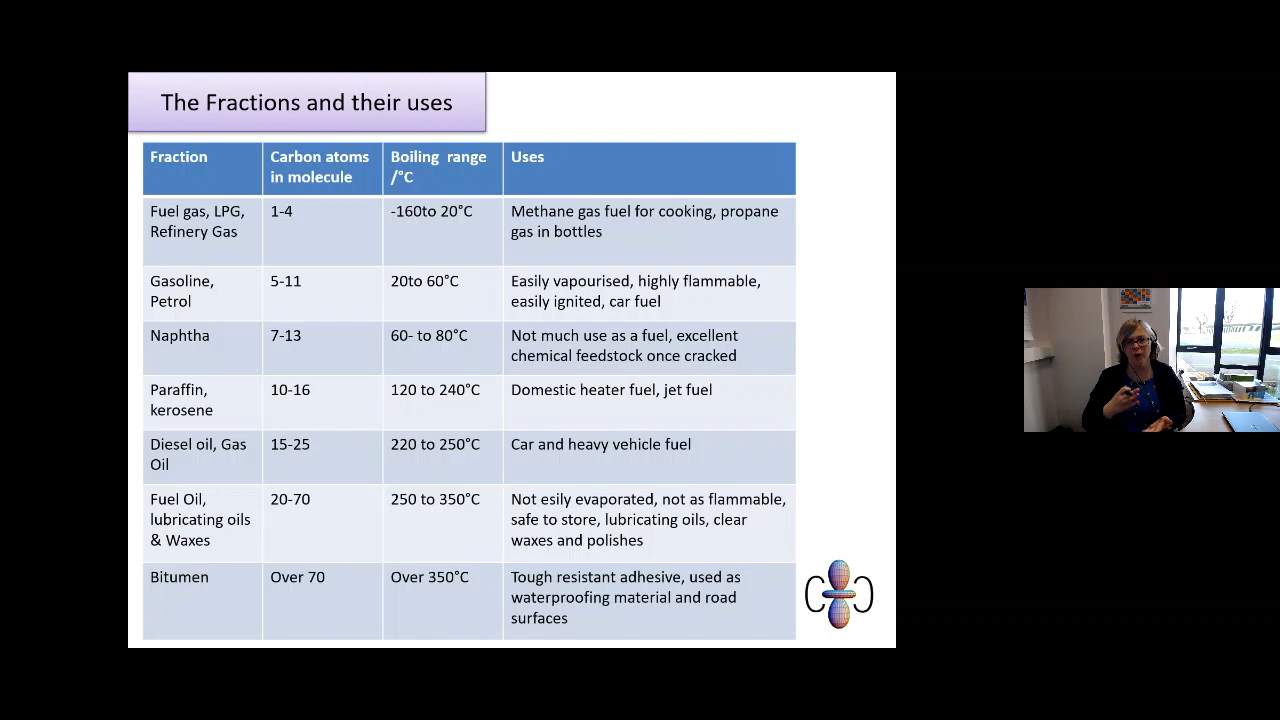 The Fractions and their uses
Fraction
Carbon atoms
in molecule
Boiling range
/°C
Uses
Fuel gas, LPG,
Refinery Gas
1-4
-160to 20°C
Methane gas fuel for cooking, propane
gas in bottles
Gasoline,
Petrol
5-11
20to 60°C
Easily vapourised, highly flammable,
easily ignited, car fuel
Naphtha
7-13
60- to 80°C
Not much use as a fuel, excellent
chemical feedstock once cracked
Paraffin,
kerosene
10-16
120 to 240°C
Domestic heater fuel, jet fuel
Diesel oil, Gas
Oil
15-25
220 to 250°C
Car and heavy vehicle fuel
Fuel Oil,
lubricating oils
& Waxes
20-70
250 to 350°C
Not esily evaporated, not as flammable,
safe to store, lubricating oils, clear
waxes and polishes
Bitumen
Over 70
Over 350°C
Tough resistant adhesive, used as
waterproofing material and road
surfaces